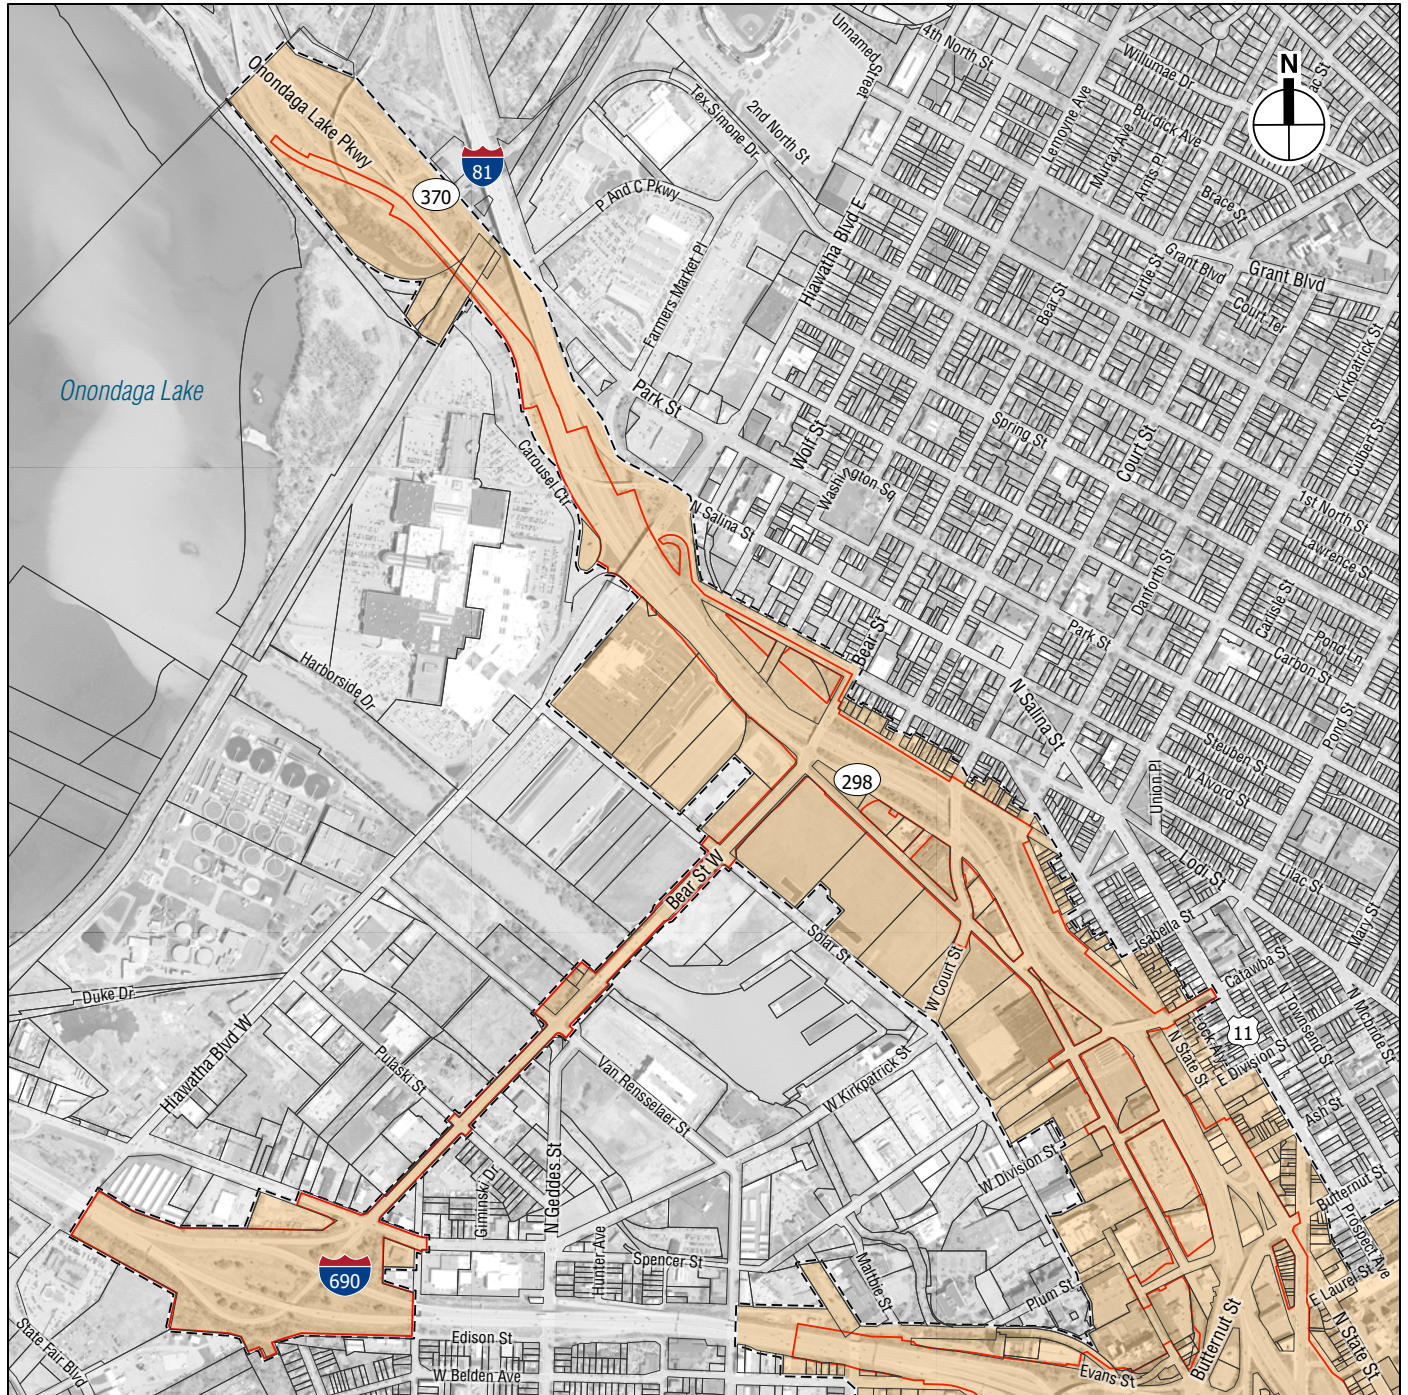 Unnamed
Street
4th North St
Willumae Dr
ac St
N
Onondaga Lake Pkwy
Tex Simone Dr
2nd North St
Lemoyne Ave
Murray Ave
Burdick Ave
Arnts Pl
Brace St
81
370
P And C Pkwy
Farmers Market Pl
Hiawatha Blvd E
Bear St
Turtle St
Grant Blvd
Grant Blvd
Court Ter
Kirkpatrick St
Onondaga Lake
Park St
Wolf St
Spring St
Court St
Culbert St
Carousel Ctr
Washington Sq
N Salina St
1st North St
Lawrence St
Danforth St
Carlisle St
Pond Ln
Bear St
Park St
Carbon St
Harborside Dr
N Salina St
Pond St
Steuben St
N Alvord St
Union Pl
298
Lodi St
Lilac St
Mary St
Bear St W
Solar St
W Court St
Isabella St
Catawba St
N Townsend St
N Mcbride St
Duke Dr
Hiawatha Blvd W
Pulaski St
Van Rensselaer St
W Kirkpatrick St
Lock Aly
N State St
11
E Division St
Ash St
Giminski Dr
N Geddes St
W Division St
Butternut St
Prospect Ave
Hunter Ave
Spencer St
Maltbie St
Plum St
E Laurel St
690
State Fair Blvd
Edison St
W Belden Ave
Evans St
Butternut St
N State St